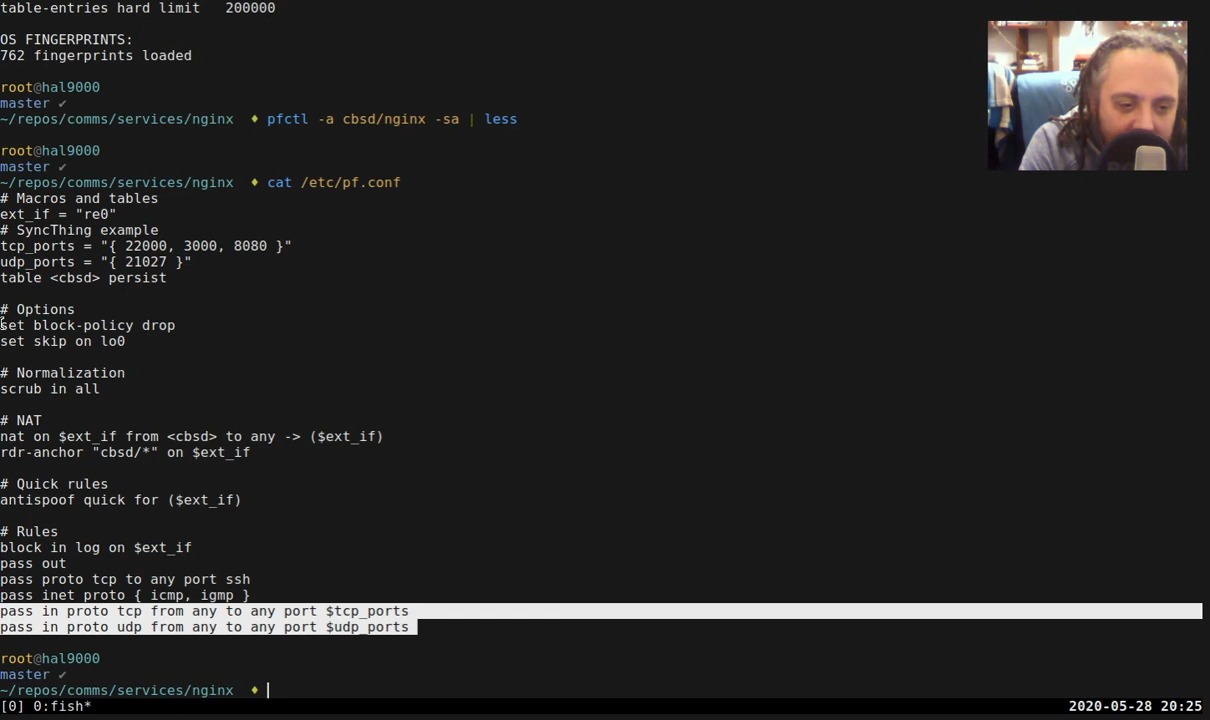 table-entries hard limit   200000
OS FINGERPRINTS:
762 fingerprints loaded
root@hal9000
master ✔
~/repos/comms/services/nginx  ♦ pfctl -a cbsd/nginx -sa | less
root@hal9000
master ✔
~/repos/comms/services/nginx  ♦ cat /etc/pf.conf
# Macros and tables
ext_if = "re0"
# SyncThing example
tcp_ports = "{ 22000, 3000, 8080 }"
udp_ports = "{ 21027 }"
table <cbsd> persist
# Options
set block-policy drop
set skip on lo0
# Normalization
scrub in all
# NAT
nat on $ext_if from <cbsd> to any -> ($ext_if)
rdr-anchor "cbsd/*" on $ext_if
# Quick rules
antispoof quick for ($ext_if)
# Rules
block in log on $ext_if
pass out
pass proto tcp to any port ssh
pass inet proto { icmp, igmp }
pass in proto tcp from any to any port $tcp_ports
pass in proto udp from any to any port $udp_ports
root@hal9000
master ✔
~/repos/comms/services/nginx  ♦
[0] 0:fish* 2020-05-28 20:25